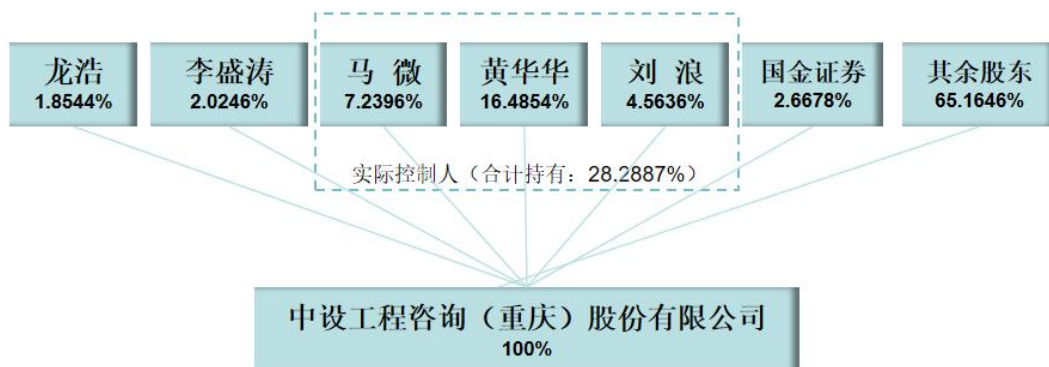 龙浩
1.8544%
李盛涛
2.0246%
马 微
7.2396%
黄华华
16.4854%
刘 浪
4.5636%
国金证券
2.6678%
其余股东
65.1646%
实际控制人（合计持有：28.2887%）
中设工程咨询（重庆）股份有限公司
100%